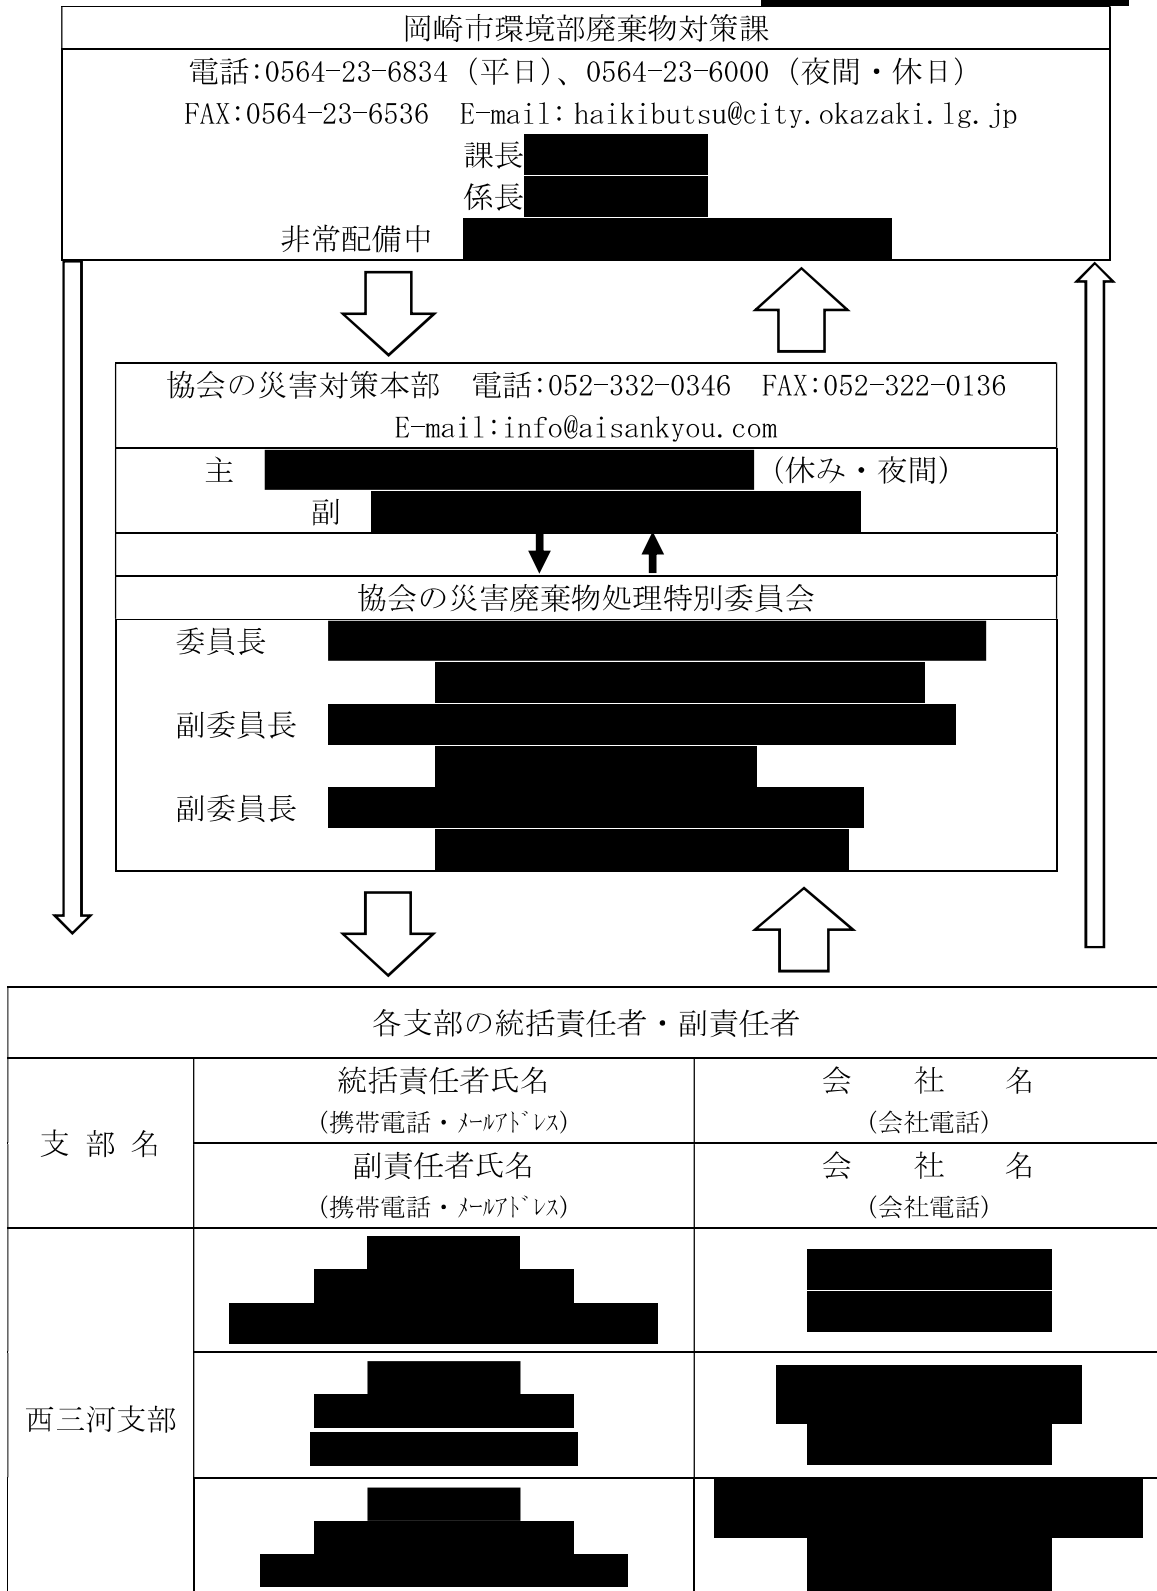 岡崎市環境部廃棄物対策課
電話:0564-23-6834（平日）、0564-23-6000（夜間・休日）
FAX:0564-23-6536　E-mail：haikibutsu@city.okazaki.lg.jp
課長
係長
非常配備中
協会の災害対策本部　電話:052-332-0346　FAX:052-322-0136
E-mail:info@aisankyou.com
主　（休み・夜間）
副
協会の災害廃棄物処理特別委員会
委員長
副委員長
副委員長
各支部の統括責任者・副責任者
支 部 名
統括責任者氏名
（携帯電話・ﾒｰﾙｱﾄﾞﾚｽ）
会　社　名
（会社電話）
副責任者氏名
（携帯電話・ﾒｰﾙｱﾄﾞﾚｽ）
会　社　名
（会社電話）
西三河支部